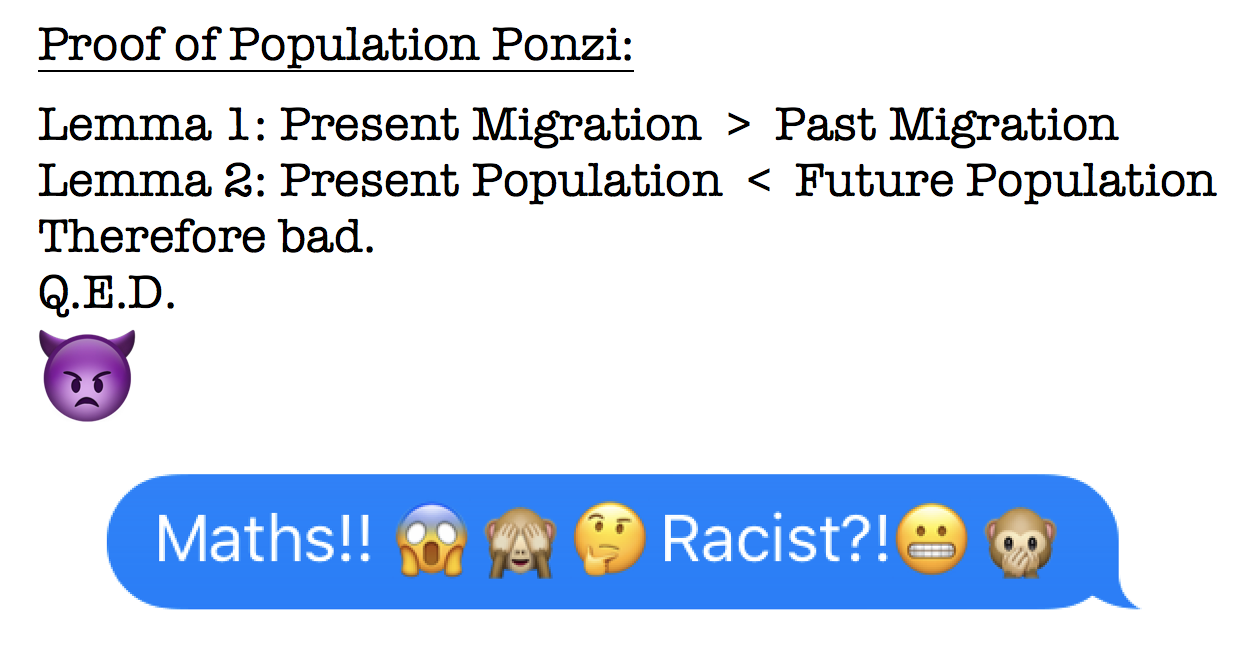 Proof of Population Ponzi:
Lemma 1: Present Migration > Past Migration
Lemma 2: Present Population < Future Population
Therefore bad.
Q.E.D.
👿
Maths!! 😱 🙈 🤔 Racist?!😬 🙊